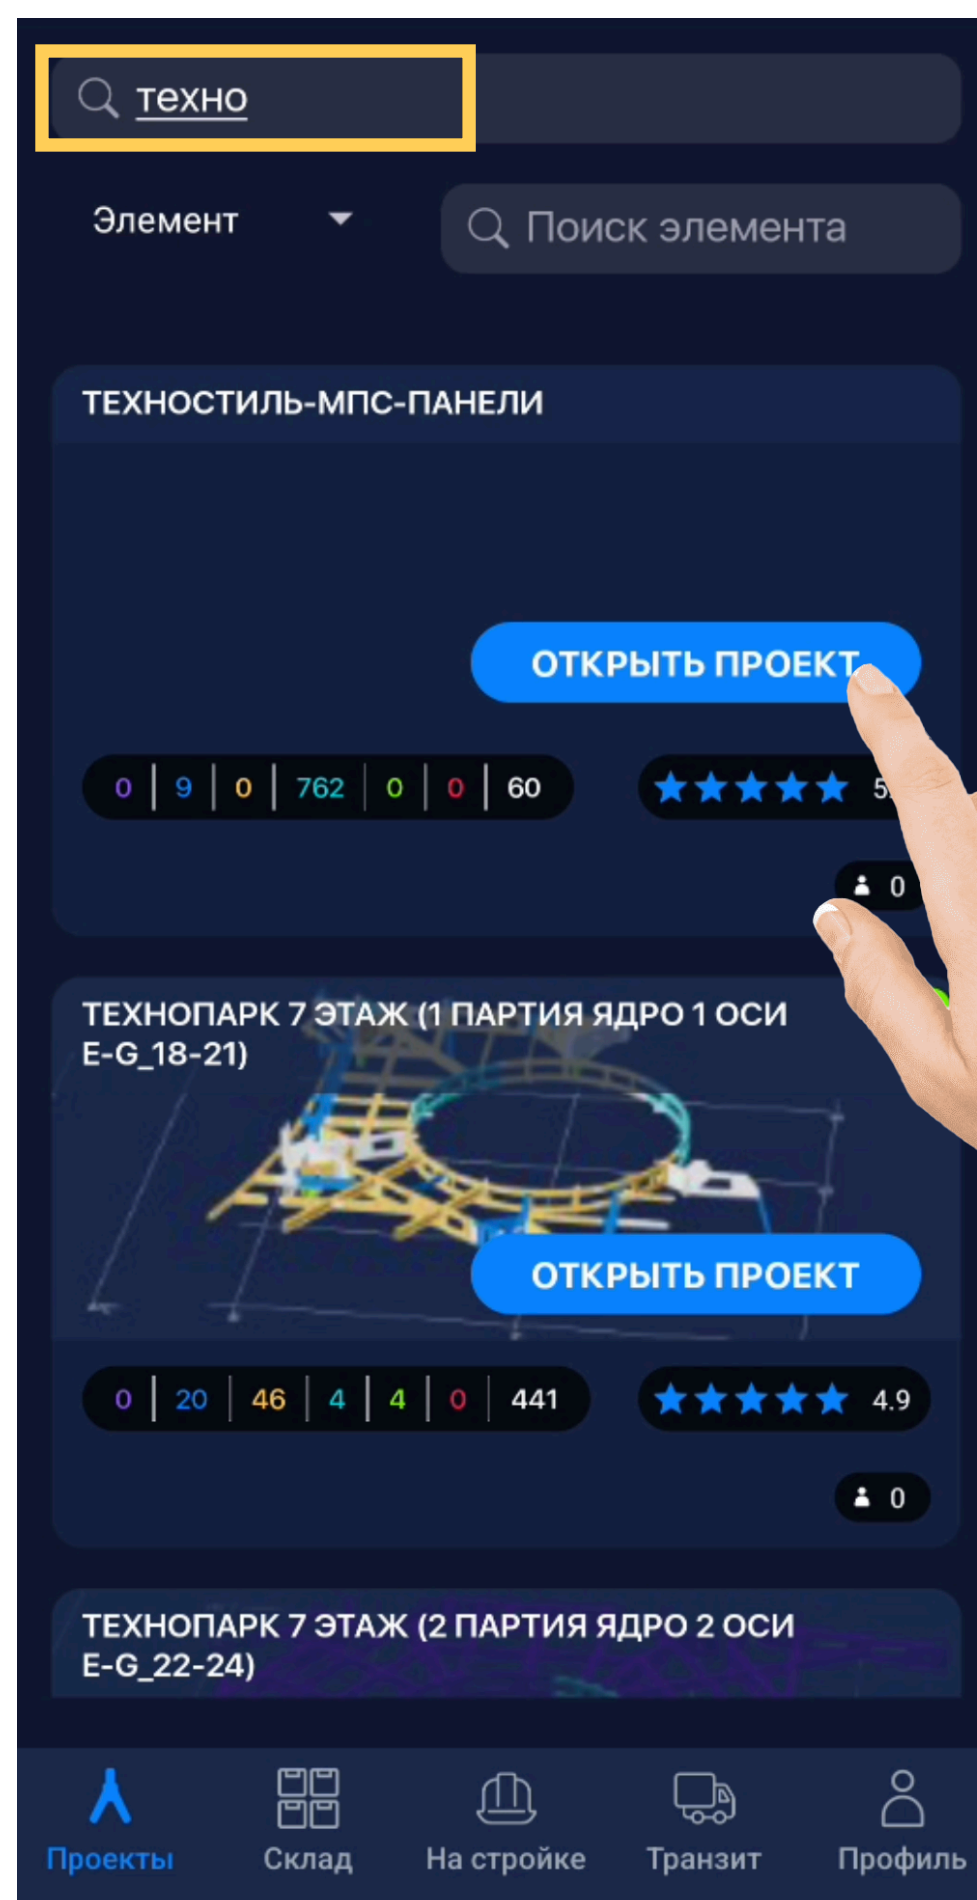 техно
Элемент
Поиск элемента
ТЕХНОСТИЛЬ-МПС-ПАНЕЛИ
ОТКРЫТЬ ПРОЕКТ
0 | 9 | 0 | 762 | 0 | 0 | 60
5
0
ТЕХНОПАРК 7 ЭТАЖ (1 ПАРТИЯ ЯДРО 1 ОСИ
E-G_18-21)
ОТКРЫТЬ ПРОЕКТ
0 | 20 | 46 | 4 | 4 | 0 | 441
4.9
0
ТЕХНОПАРК 7 ЭТАЖ (2 ПАРТИЯ ЯДРО 2 ОСИ
E-G_22-24)
Проекты Склад На стройке Транзит Профиль